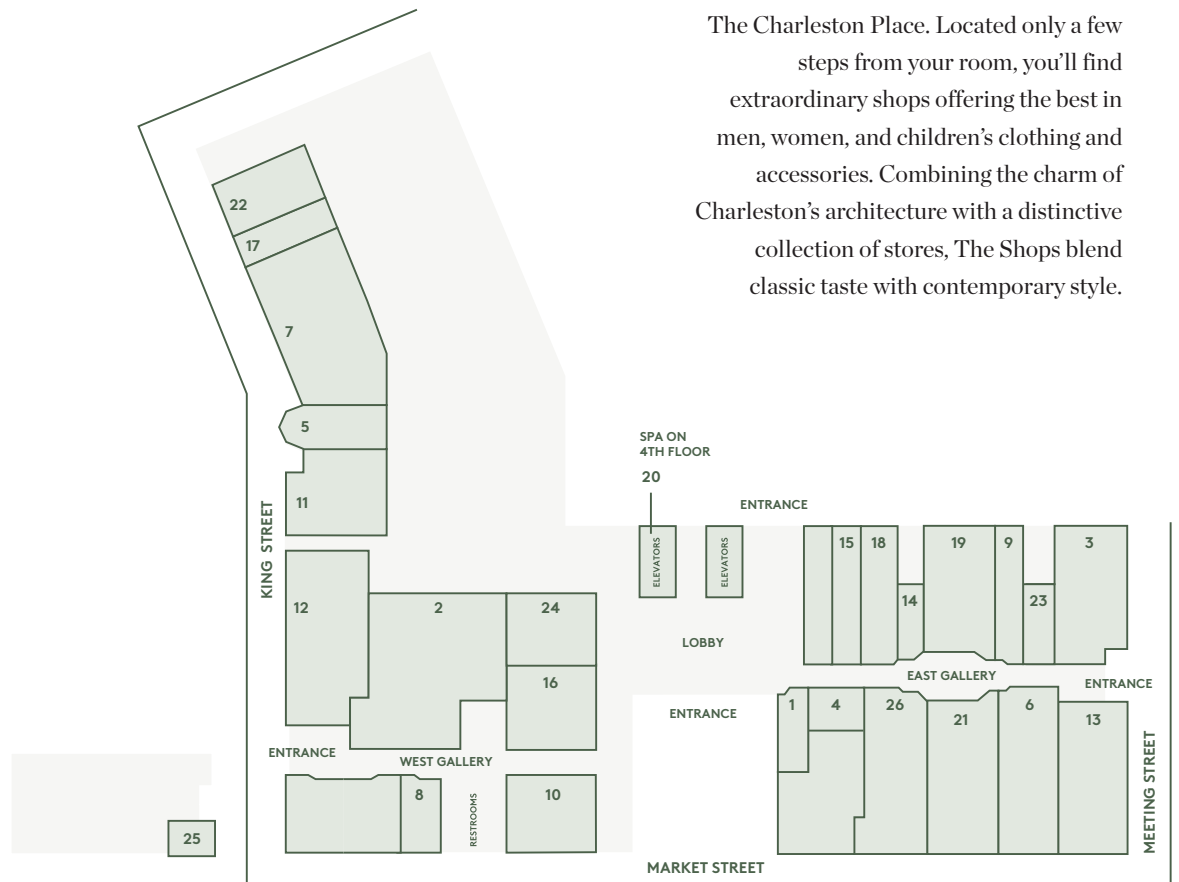 The Charleston Place. Located only a few
steps from your room, you’ll find
extraordinary shops offering the best in
men, women, and children’s clothing and
accessories. Combining the charm of
Charleston’s architecture with a distinctive
collection of stores, The Shops blend
classic taste with contemporary style.
22
17
7
5
11
KING STREET
12
2
24
16
ENTRANCE
WEST GALLERY
8
RESTROOMS
10
25
SPA ON
4TH FLOOR
20
ENTRANCE
ELEVATORS
ELEVATORS
LOBBY
ENTRANCE
15
18
19
9
3
14
23
EAST GALLERY
ENTRANCE
1
4
26
21
6
13
MEETING STREET
MARKET STREET